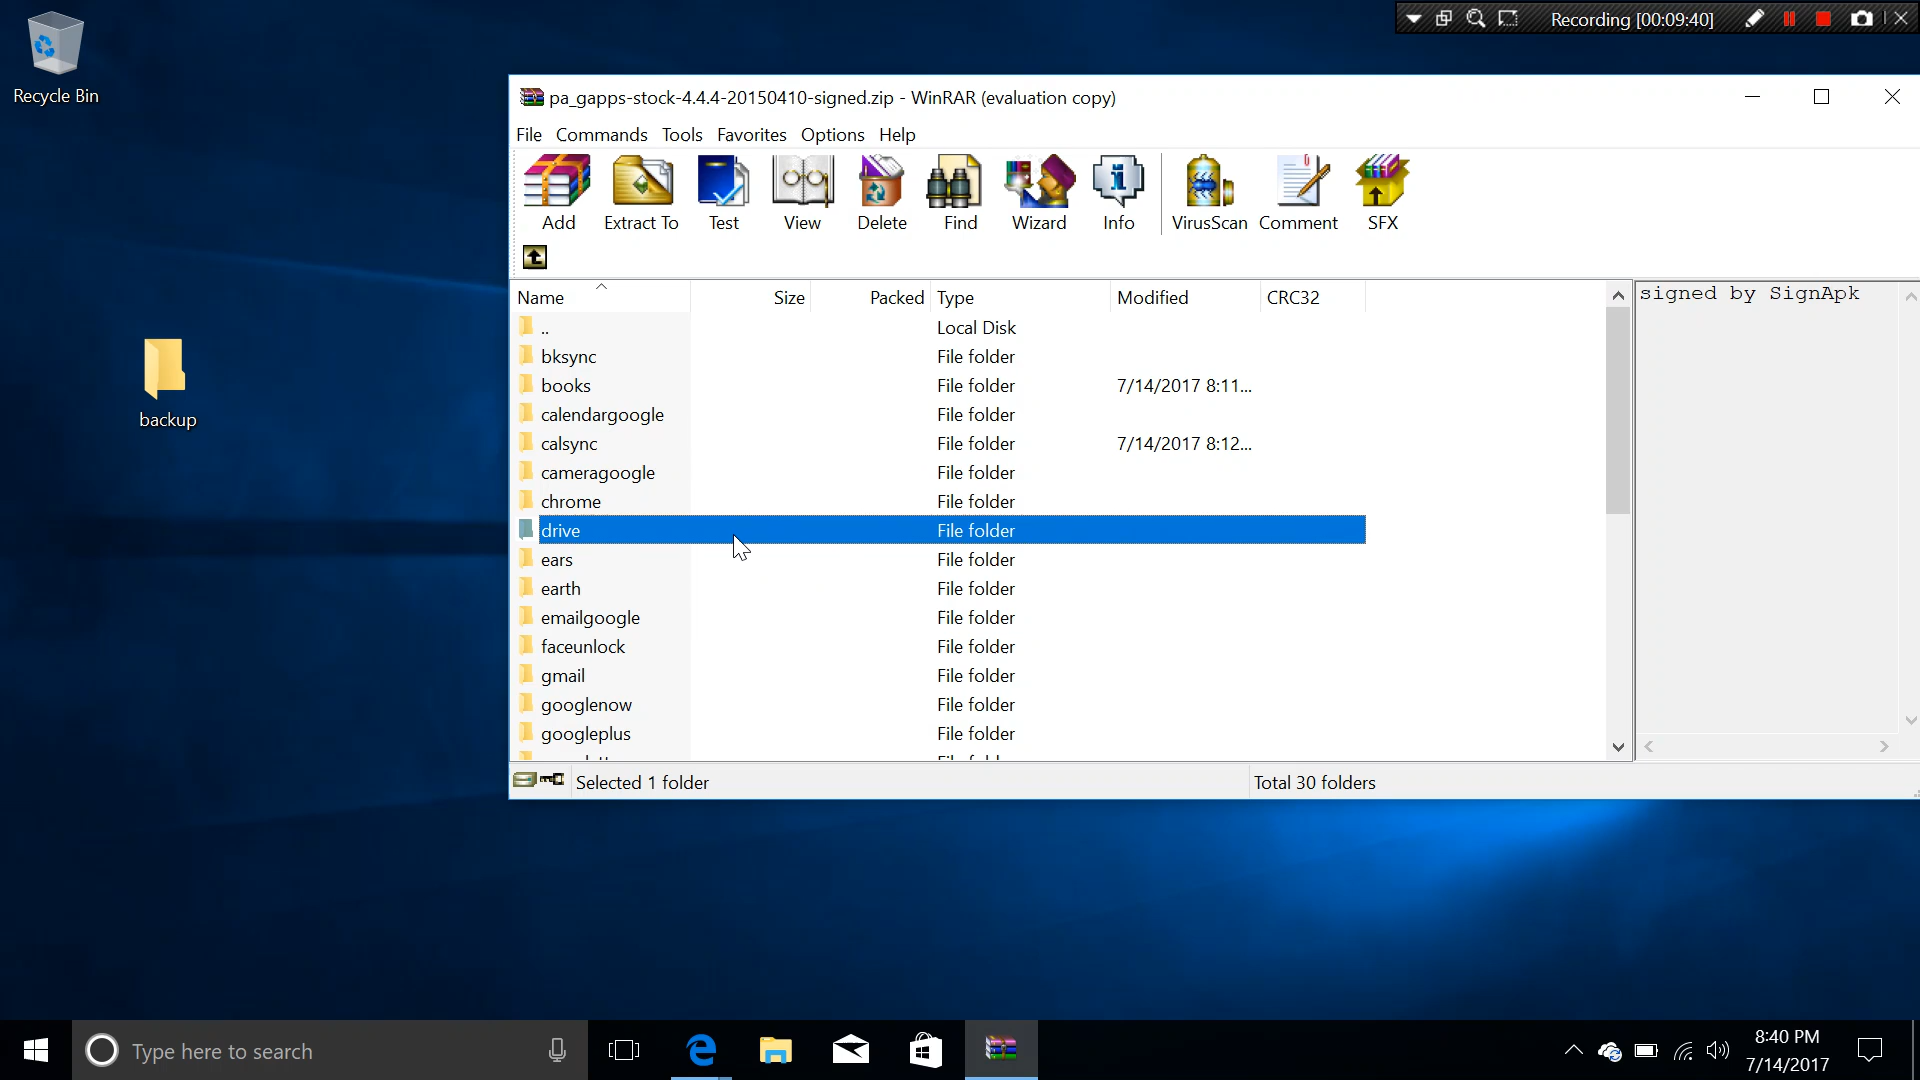 Recording [00:09:40]
Recycle Bin
backup
pa_gapps-stock-4.4.4-20150410-signed.zip - WinRAR (evaluation copy)
File Commands Tools Favorites Options Help
Add Extract To Test View Delete Find Wizard Info VirusScan Comment SFX
Name Size Packed Type Modified CRC32
signed by SignApk
.. Local Disk
bksync File folder
books File folder 7/14/2017 8:11...
calendargoogle File folder
calsync File folder 7/14/2017 8:12...
cameragoogle File folder
chrome File folder
drive File folder
ears File folder
earth File folder
emailgoogle File folder
faceunlock File folder
gmail File folder
googlenow File folder
googleplus File folder
Selected 1 folder Total 30 folders
Type here to search
8:40 PM
7/14/2017